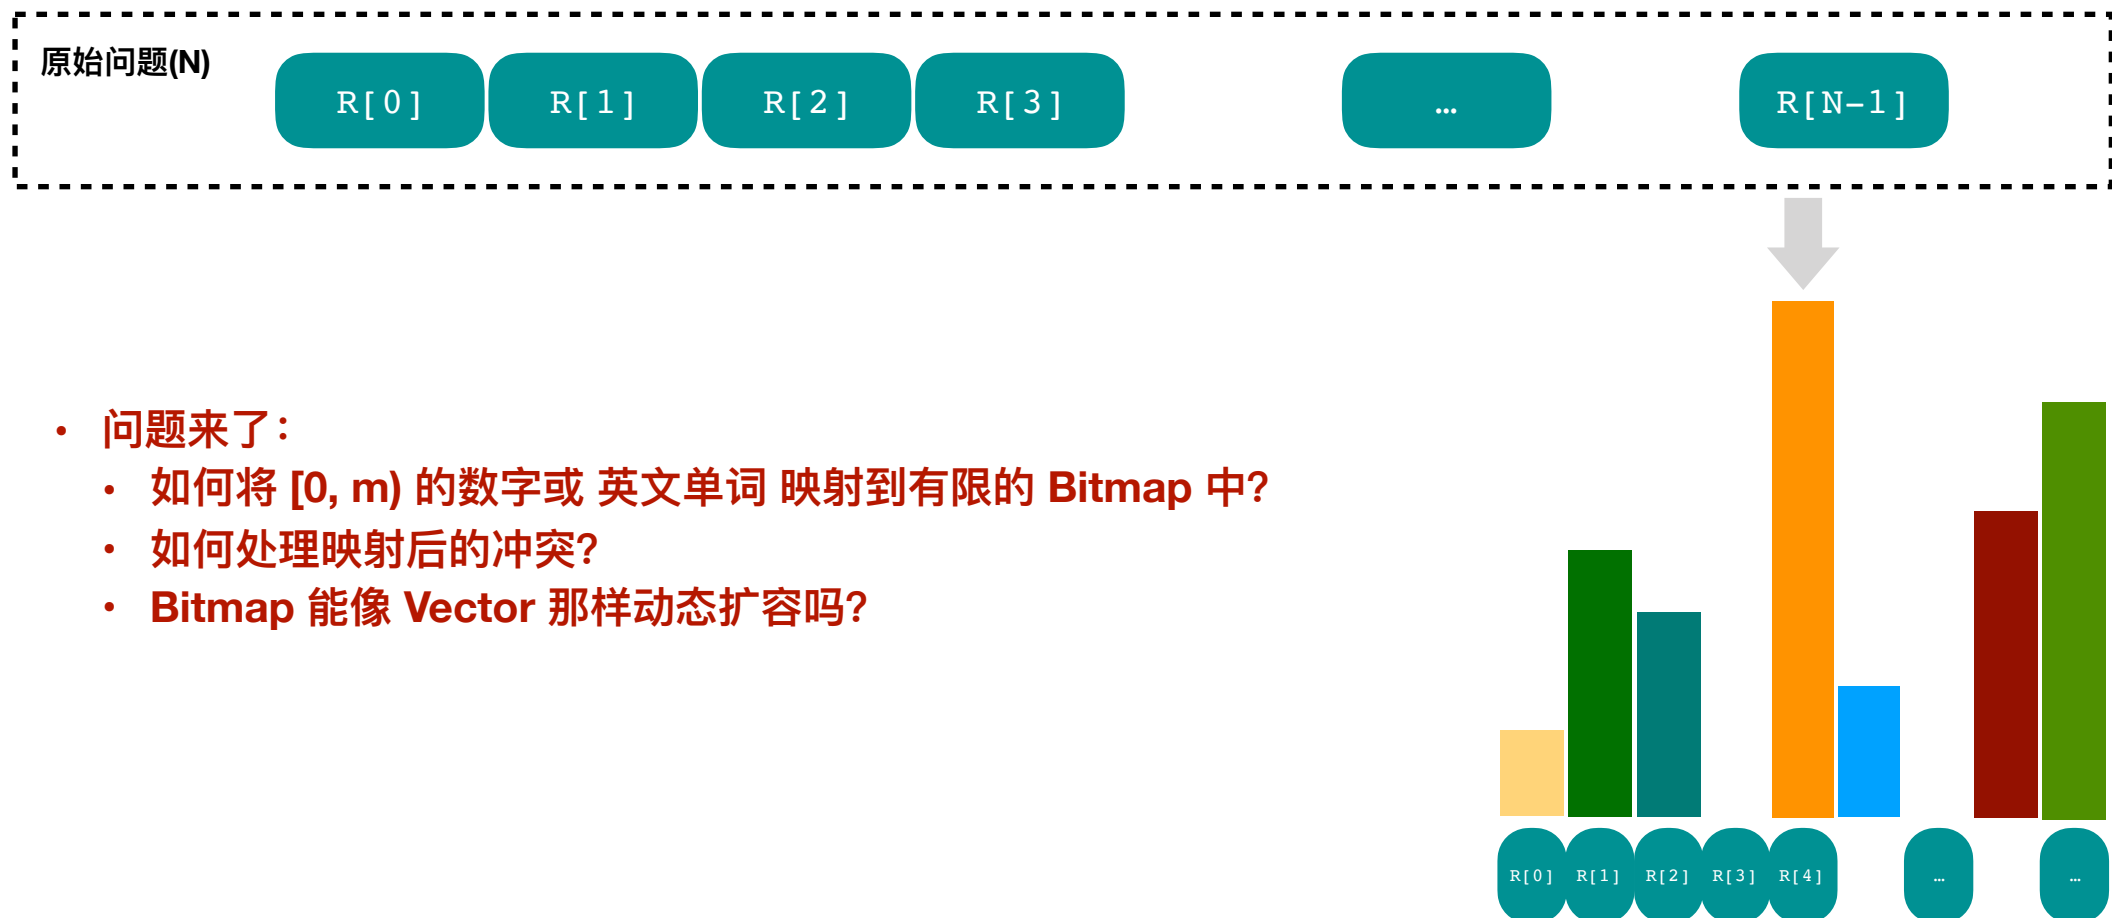 原始问题(N)
R[0] R[1] R[2] R[3] … R[N-1]
• 问题来了：
• 如何将 [0, m) 的数字或 英文单词 映射到有限的 Bitmap 中?
• 如何处理映射后的冲突?
• Bitmap 能像 Vector 那样动态扩容吗?
R[0] R[1] R[2] R[3] R[4] … …